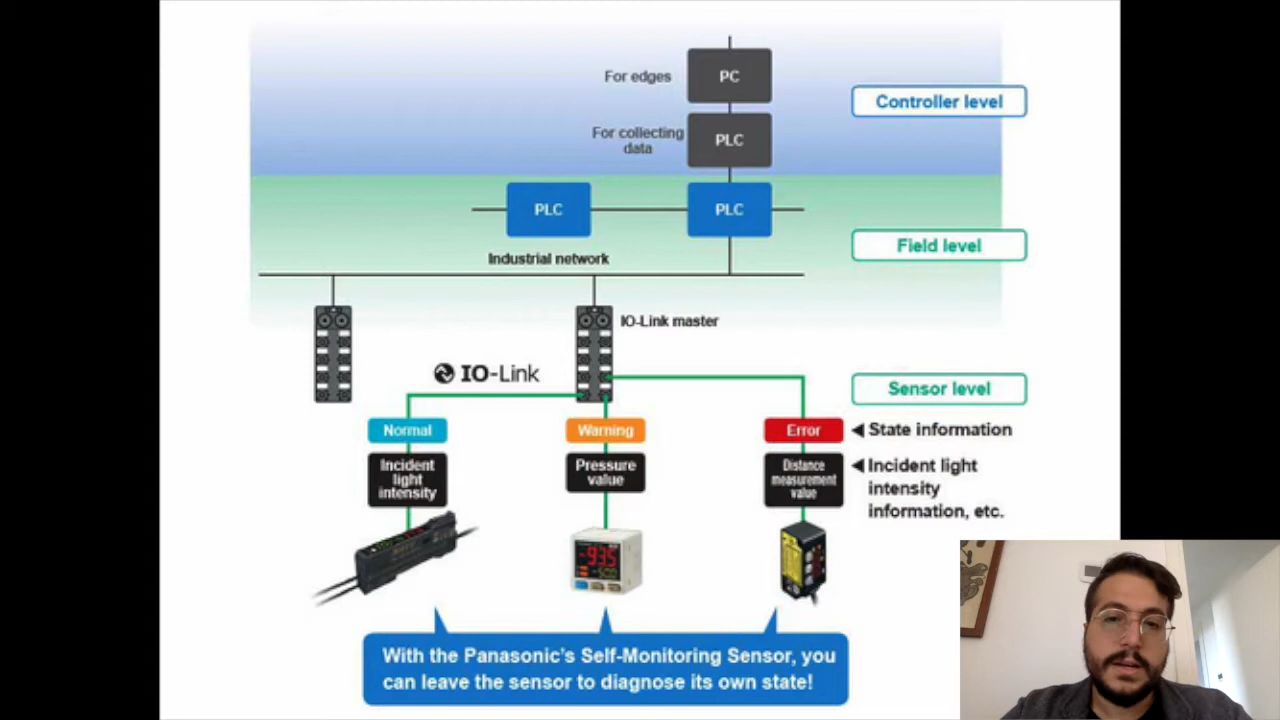 For edges
PC
Controller level
For collecting
data
PLC
PLC
PLC
Field level
Industrial network
IO-Link master
IO-Link
Sensor level
Normal
Warning
Error
◀ State information
Incident
light
intensity
Pressure
value
Distance
measurement
value
◀ Incident light
intensity
information, etc.
-935
-500
With the Panasonic's Self-Monitoring Sensor, you
can leave the sensor to diagnose its own state!